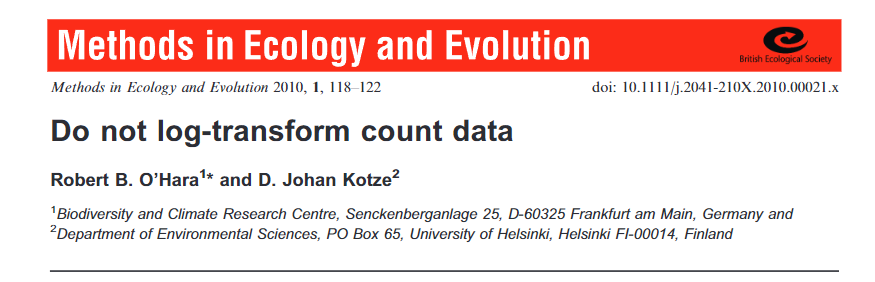 Methods in Ecology and Evolution
British Ecological Society
Methods in Ecology and Evolution 2010, 1, 118–122
doi: 10.1111/j.2041-210X.2010.00021.x
Do not log-transform count data
Robert B. O’Hara¹* and D. Johan Kotze²
¹Biodiversity and Climate Research Centre, Senckenberganlage 25, D-60325 Frankfurt am Main, Germany and
²Department of Environmental Sciences, PO Box 65, University of Helsinki, Helsinki FI-00014, Finland